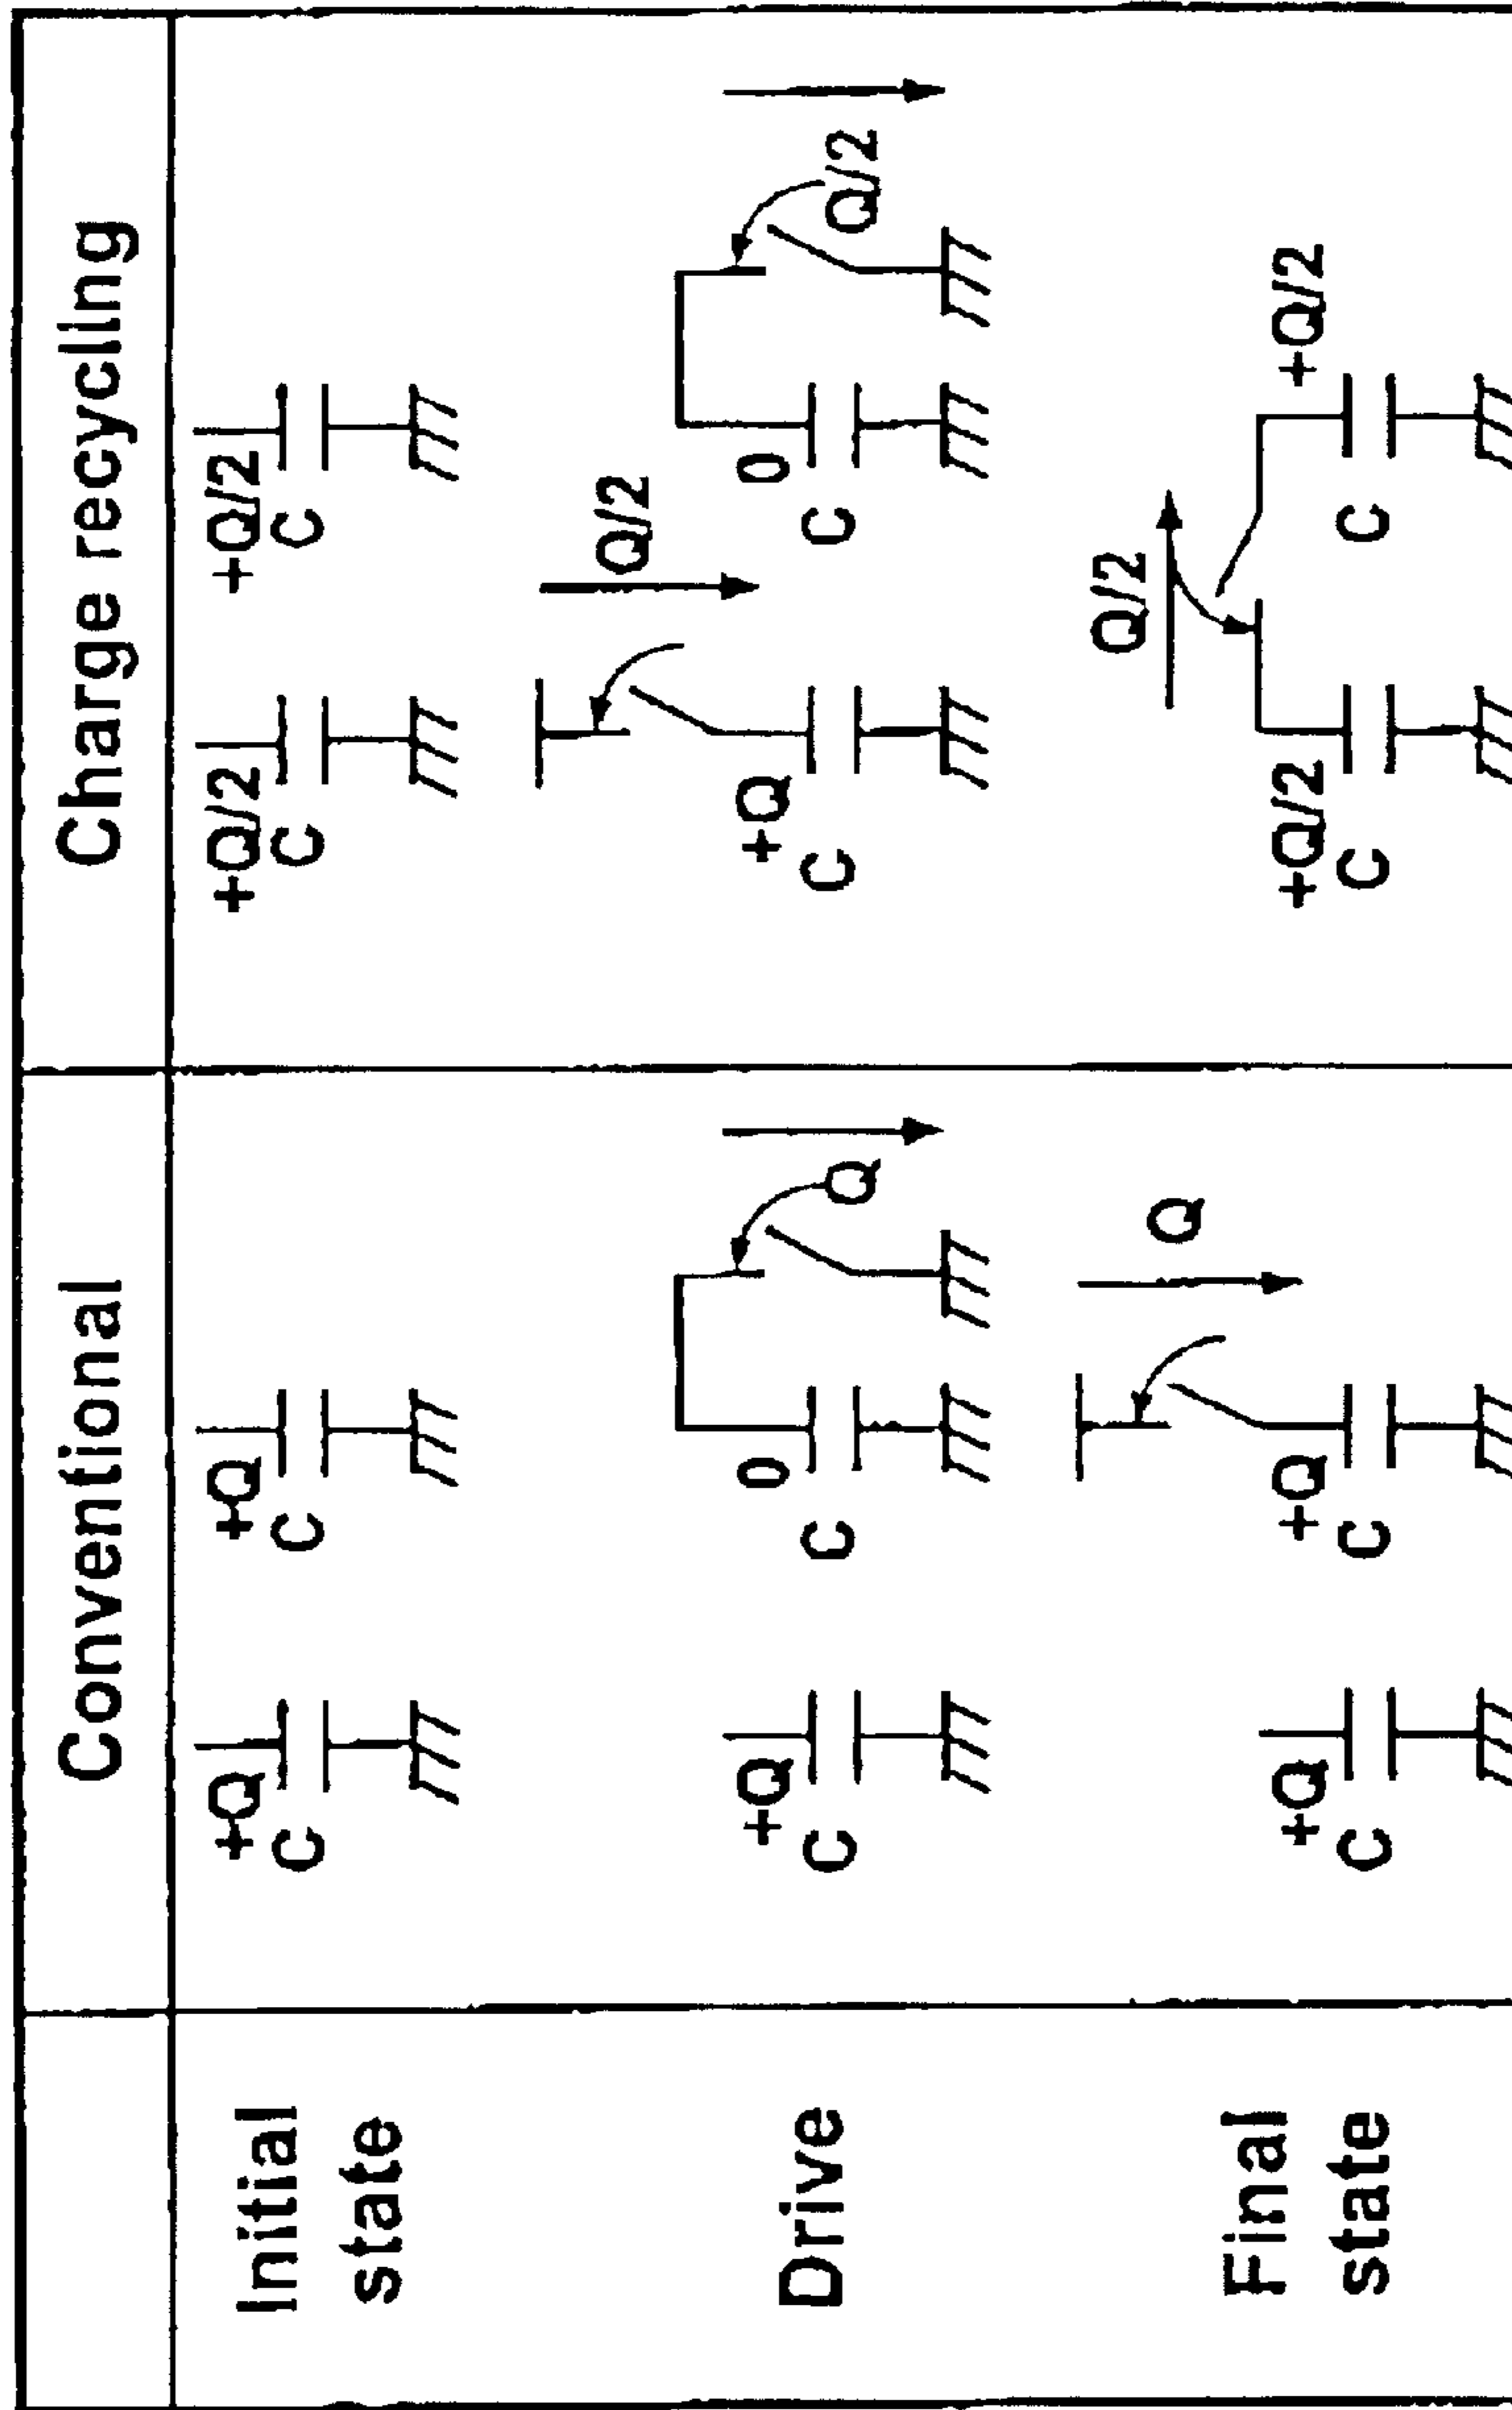 Conventional
Charge recycling
Initial
state
+Q
C
+Q
C
+Q/2
C
+Q/2
C
Drive
+Q
C
0
C
Q
+Q
C
Q/2
0
C
Q/2
Final
state
+Q
C
+Q
C
Q
+Q/2
C
Q/2
C
+Q/2